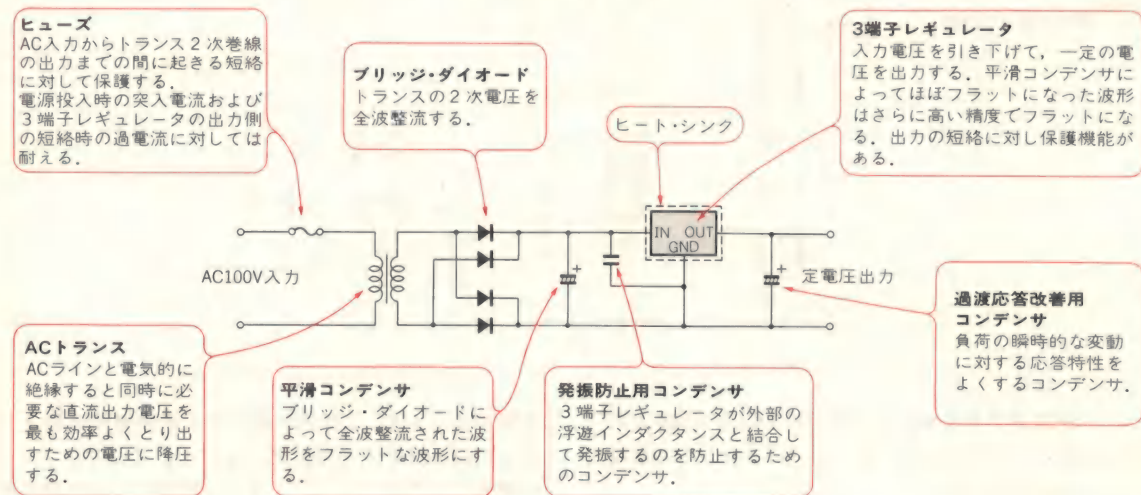 ヒューズ
AC入力からトランス2次巻線
の出力までの間に起きる短絡
に対して保護する.
電源投入時の突入電流および
3端子レギュレータの出力側
の短絡時の過電流に対しては
耐える.
ブリッジ・ダイオード
トランスの2次電圧を
全波整流する.
ヒート・シンク
3端子レギュレータ
入力電圧を引き下げて,一定の電
圧を出力する.平滑コンデンサに
よってほぼフラットになった波形
はさらに高い精度でフラットにな
る.出力の短絡に対し保護機能が
ある.
IN OUT
GND
AC100V入力
+
+
定電圧出力
ACトランス
ACラインと電気的に
絶縁すると同時に必
要な直流出力電圧を
最も効率よくとり出
すための電圧に降圧
する.
平滑コンデンサ
ブリッジ・ダイオードに
よって全波整流された波
形をフラットな波形にす
る.
発振防止用コンデンサ
3端子レギュレータが外部の
浮遊インダクタンスと結合し
て発振するのを防止するため
のコンデンサ.
過渡応答改善用
コンデンサ
負荷の瞬時的な変動
に対する応答特性を
よくするコンデンサ.